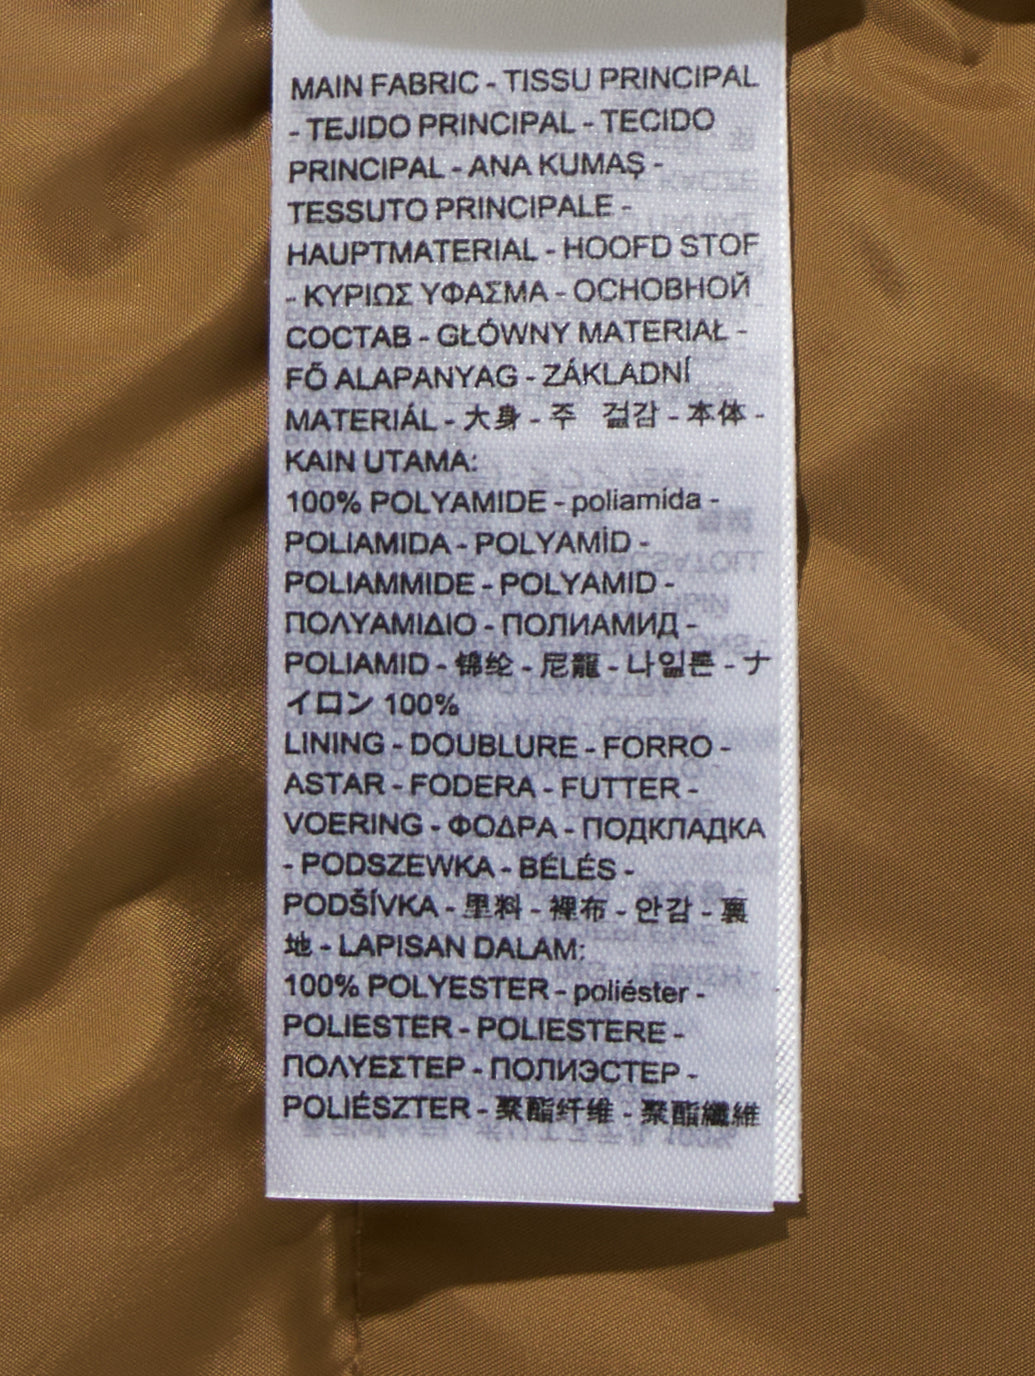 MAIN FABRIC - TISSU PRINCIPAL
- TEJIDO PRINCIPAL - TECIDO
PRINCIPAL - ANA KUMAŞ -
TESSUTO PRINCIPALE -
HAUPTMATERIAL - HOOFD STOF
- ΚΥΡΙΩΣ ΥΦΑΣΜΑ - ОСНОВНОЙ
СОСТАВ - GŁÓWNY MATERIAŁ -
FŐ ALAPANYAG - ZÁKLADNÍ
MATERIÁL - 大身 - 주 겉감 - 本体 -
KAIN UTAMA:
100% POLYAMIDE - poliamida -
POLIAMIDA - POLYAMİD -
POLIAMMIDE - POLYAMID -
ΠΟΛΥΑΜΙΔΙΟ - ПОЛИАМИД -
POLIAMID - 锦纶 - 尼龍 - 나일론 - ナ
イロン 100%
LINING - DOUBLURE - FORRO -
ASTAR - FODERA - FUTTER -
VOERING - ΦΟΔΡΑ - ПОДКЛАДКА
- PODSZEWKA - BÉLÉS -
PODŠÍVKA - 里料 - 裡布 - 안감 - 裏
地 - LAPISAN DALAM:
100% POLYESTER - poliéster -
POLIESTER - POLIESTERE -
ΠΟΛΥΕΣΤΕΡ - ПОЛИЭСТЕР -
POLIÉSZTER - 聚酯纤维 - 聚酯纖維